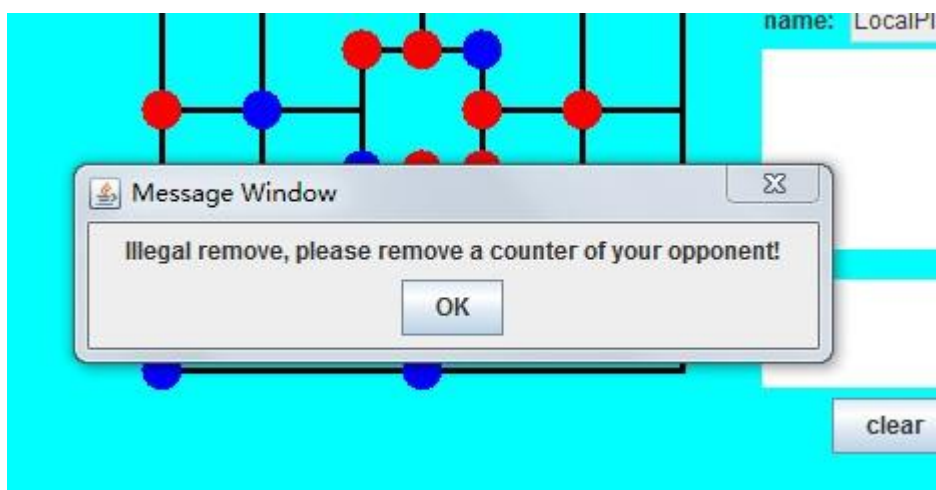 name: LocalPl
Message Window
Illegal remove, please remove a counter of your opponent!
OK
clear